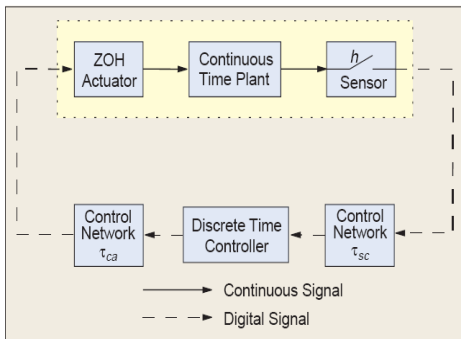 ZOH
Actuator
Continuous
Time Plant
h
Sensor
Control
Network
τca
Discrete Time
Controller
Control
Network
τsc
Continuous Signal
Digital Signal